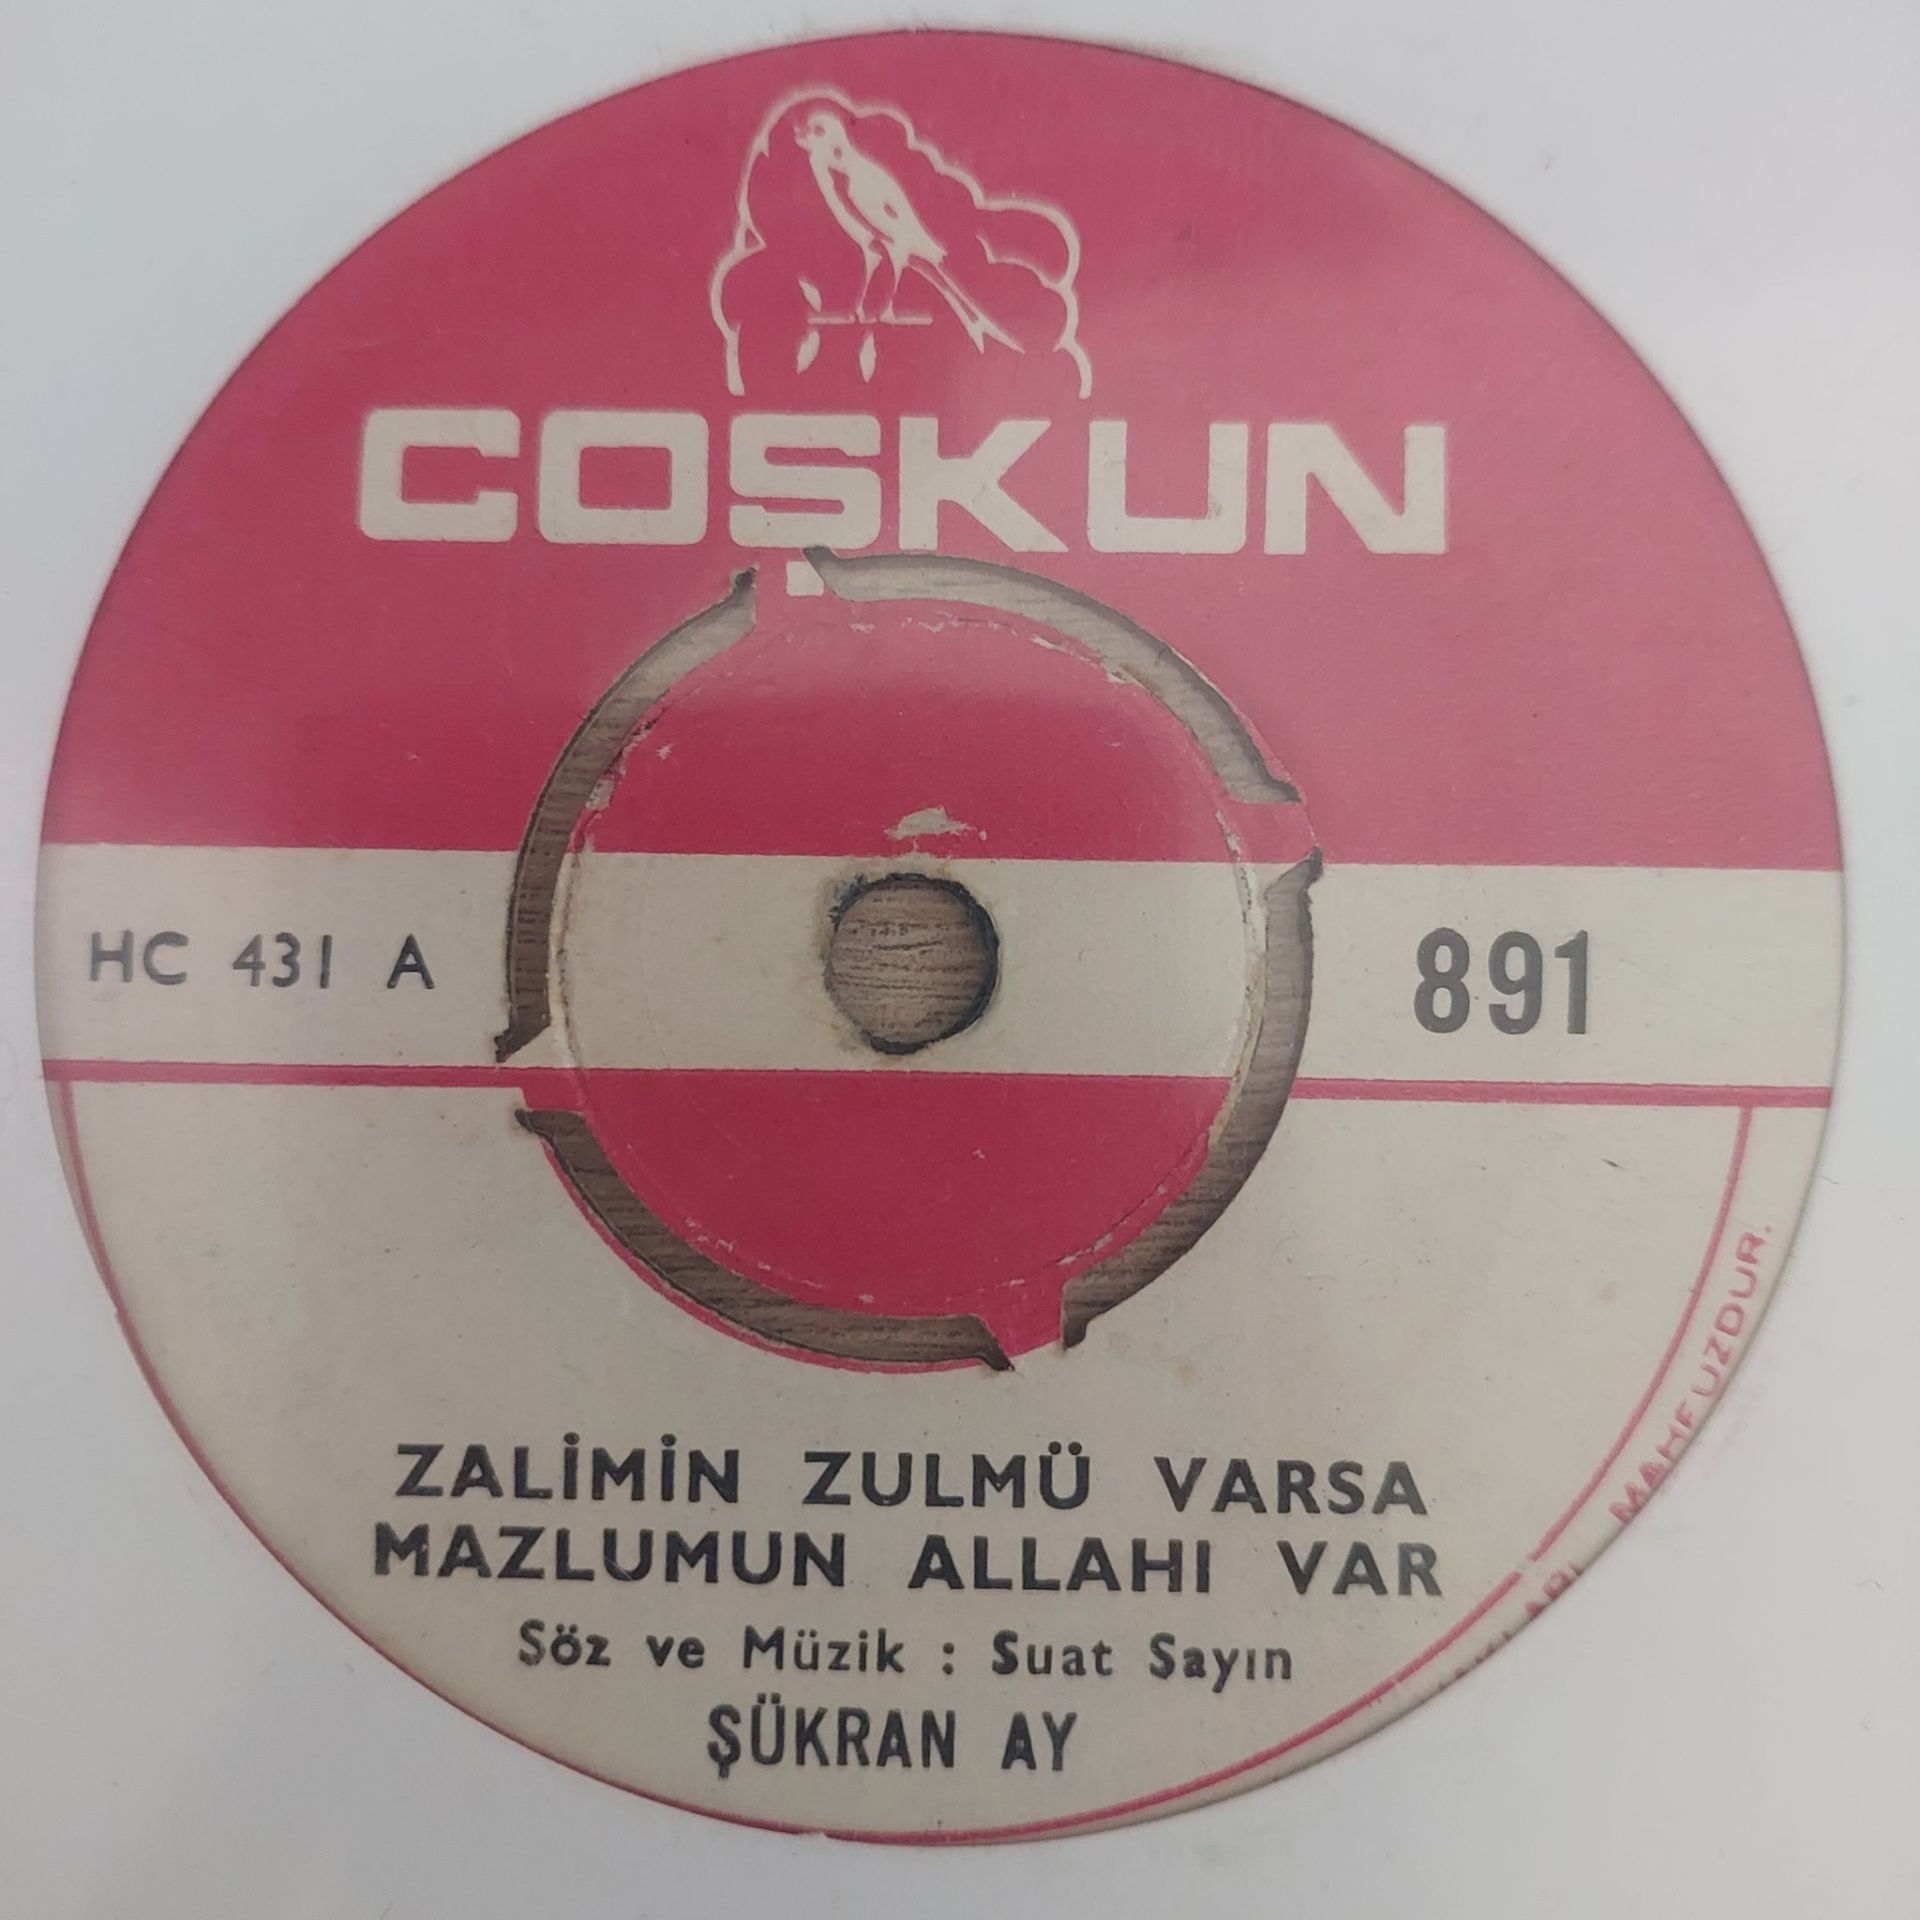 COŞKUN
HC 431 A
891
ZALİMİN ZULMÜ VARSA
MAZLUMUN ALLAHI VAR
Söz ve Müzik : Suat Sayın
ŞÜKRAN AY
MAHFUZDUR.